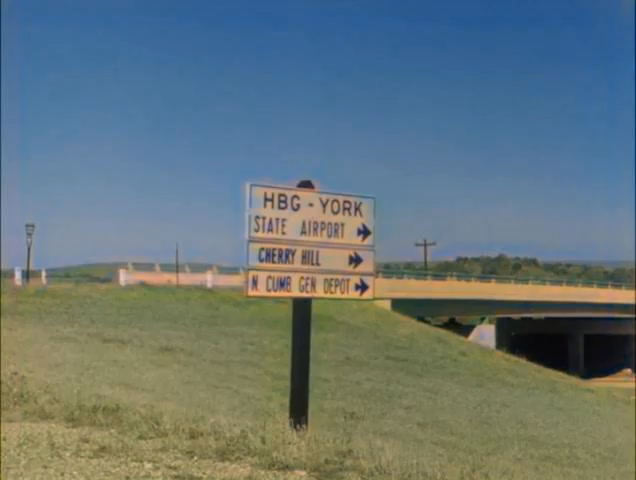 HBG - YORK
STATE AIRPORT
CHERRY HILL
N. CUMB GEN DEPOT